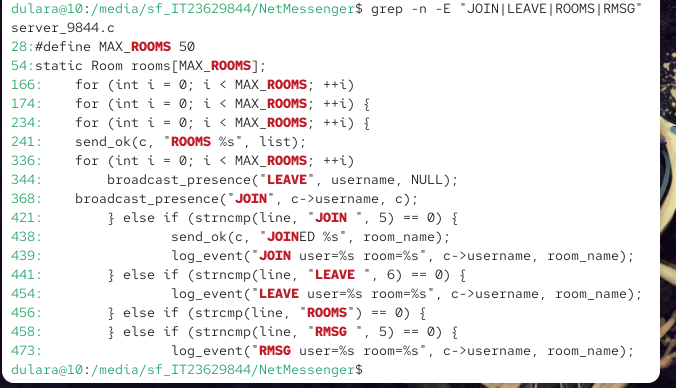 dulara@10:/media/sf_IT23629844/NetMessenger$ grep -n -E "JOIN|LEAVE|ROOMS|RMSG"
server_9844.c
28:#define MAX_ROOMS 50
54:static Room rooms[MAX_ROOMS];
166:    for (int i = 0; i < MAX_ROOMS; ++i)
174:    for (int i = 0; i < MAX_ROOMS; ++i) {
234:    for (int i = 0; i < MAX_ROOMS; ++i) {
241:    send_ok(c, "ROOMS %s", list);
336:    for (int i = 0; i < MAX_ROOMS; ++i)
344:        broadcast_presence("LEAVE", username, NULL);
368:    broadcast_presence("JOIN", c->username, c);
421:        } else if (strncmp(line, "JOIN ", 5) == 0) {
438:                send_ok(c, "JOINED %s", room_name);
439:                log_event("JOIN user=%s room=%s", c->username, room_name);
441:        } else if (strncmp(line, "LEAVE ", 6) == 0) {
454:                log_event("LEAVE user=%s room=%s", c->username, room_name);
456:        } else if (strcmp(line, "ROOMS") == 0) {
458:        } else if (strncmp(line, "RMSG ", 5) == 0) {
473:                log_event("RMSG user=%s room=%s", c->username, room_name);
dulara@10:/media/sf_IT23629844/NetMessenger$